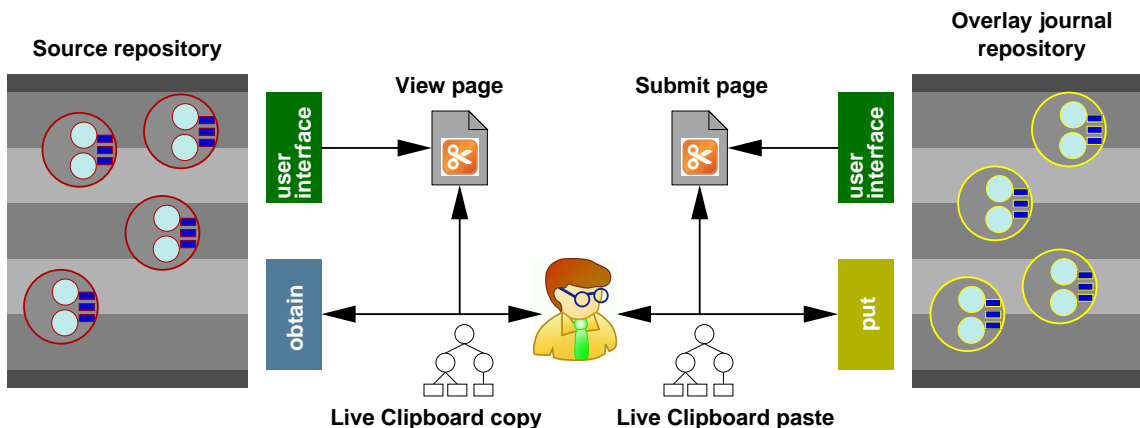 Source repository
Overlay journal
repository
View page
Submit page
user
interface
user
interface
obtain
put
Live Clipboard copy
Live Clipboard paste